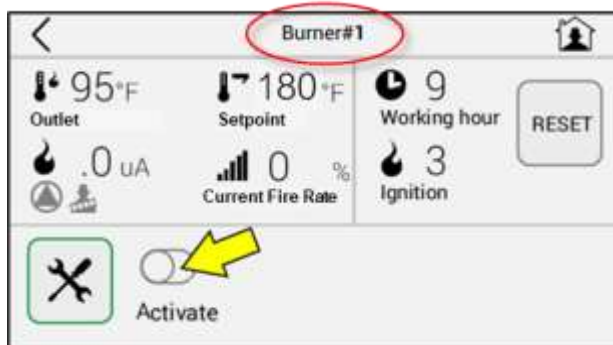 Burner#1
95°F
Outlet
180°F
Setpoint
9
Working hour
RESET
.0 uA
0 %
Current Fire Rate
3
Ignition
Activate